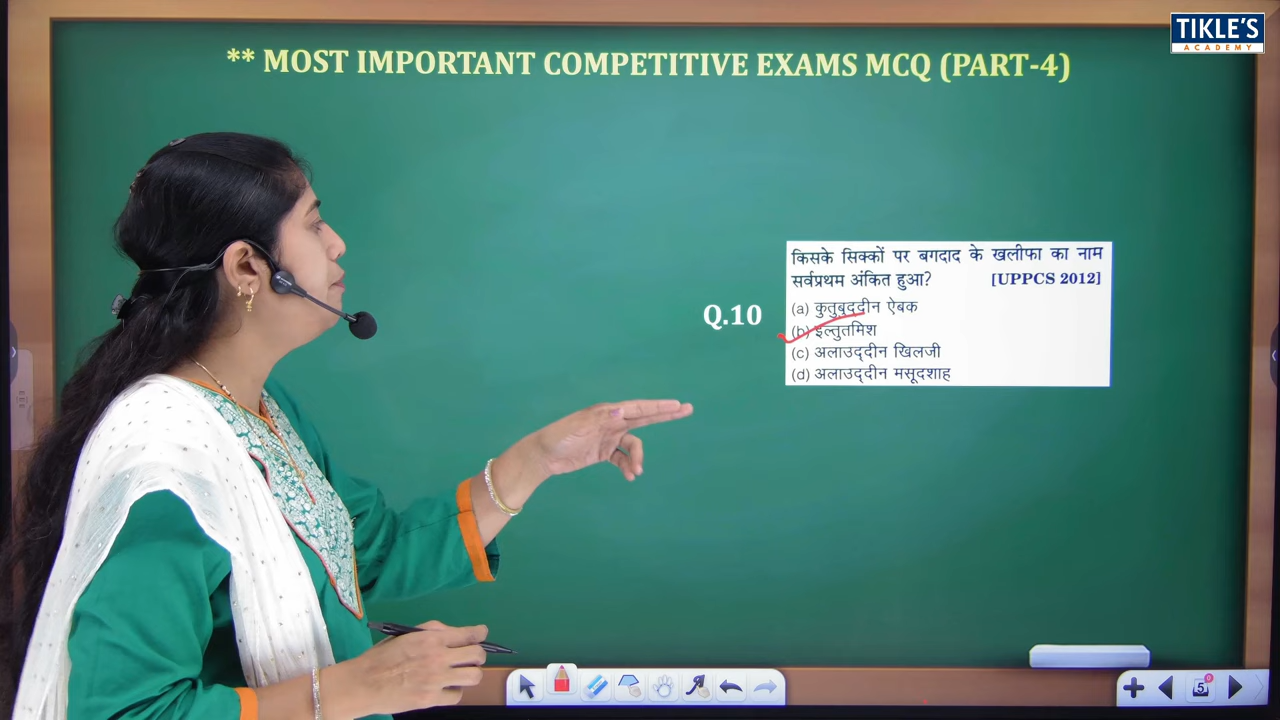 TIKLE'S
ACADEMY
** MOST IMPORTANT COMPETITIVE EXAMS MCQ (PART-4)
किसके सिक्कों पर बगदाद के खलीफा का नाम
सर्वप्रथम अंकित हुआ? [UPPCS 2012]
Q.10
(a) कुतुबुद्दीन ऐबक
(b) इल्तुतमिश
(c) अलाउद्दीन खिलजी
(d) अलाउद्दीन मसूदशाह
5
0